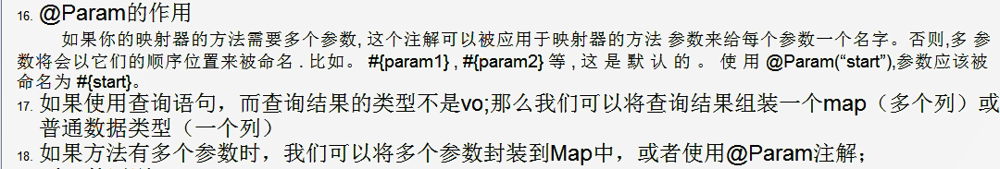 16. @Param的作用
如果你的映射器的方法需要多个参数, 这个注解可以被应用于映射器的方法 参数来给每个参数一个名字。否则,多 参
数将会以它们的顺序位置来被命名 . 比如。 #{param1} , #{param2} 等 , 这 是 默 认 的 。 使 用 @Param(“start”),参数应该被
命名为 #{start}。
17. 如果使用查询语句，而查询结果的类型不是vo;那么我们可以将查询结果组装一个map（多个列）或
普通数据类型（一个列）
18. 如果方法有多个参数时，我们可以将多个参数封装到Map中，或者使用@Param注解；